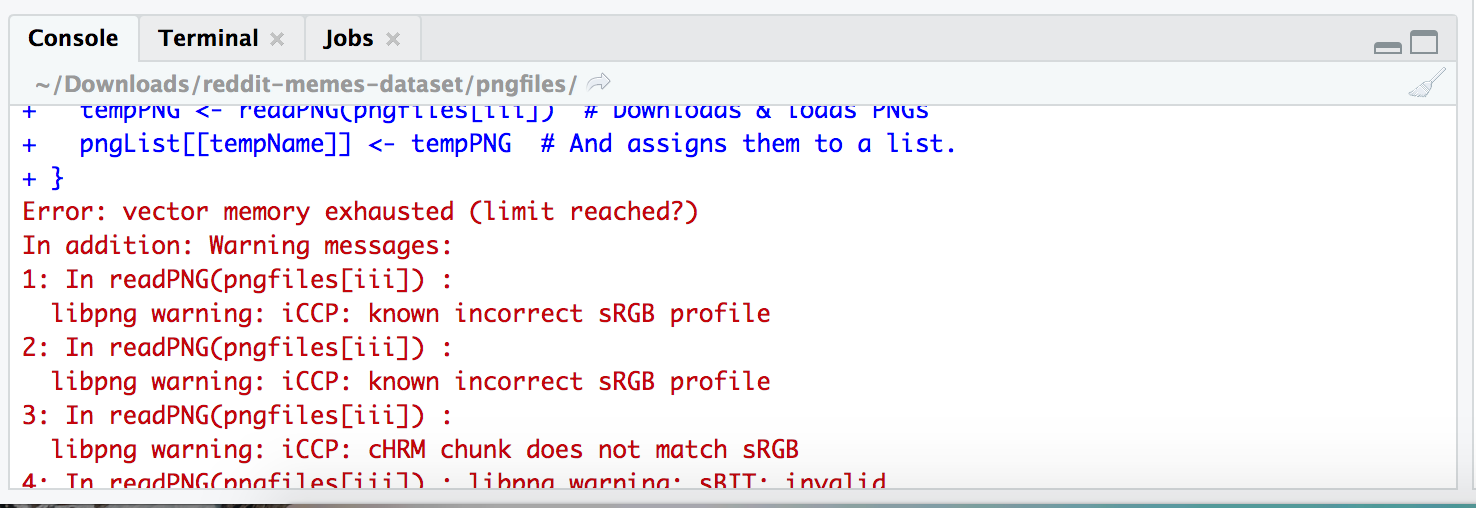 Console Terminal × Jobs ×
~/Downloads/reddit-memes-dataset/pngfiles/
+   tempPNG <- readPNG(pngfiles[iii])  # Downloads & loads PNGs
+   pngList[[tempName]] <- tempPNG  # And assigns them to a list.
+ }
Error: vector memory exhausted (limit reached?)
In addition: Warning messages:
1: In readPNG(pngfiles[iii]) :
  libpng warning: iCCP: known incorrect sRGB profile
2: In readPNG(pngfiles[iii]) :
  libpng warning: iCCP: known incorrect sRGB profile
3: In readPNG(pngfiles[iii]) :
  libpng warning: iCCP: cHRM chunk does not match sRGB
4: In readPNG(pngfiles[iii]) : libpng warning: sBIT: invalid